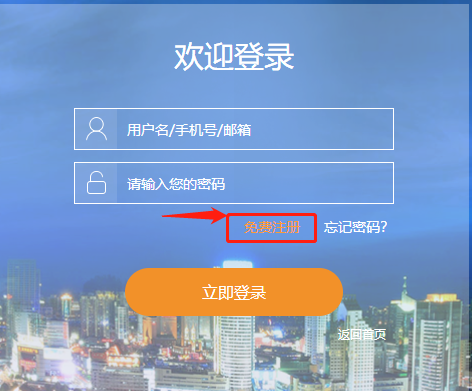 欢迎登录
用户名/手机号/邮箱
请输入您的密码
免费注册 忘记密码?
立即登录
返回首页